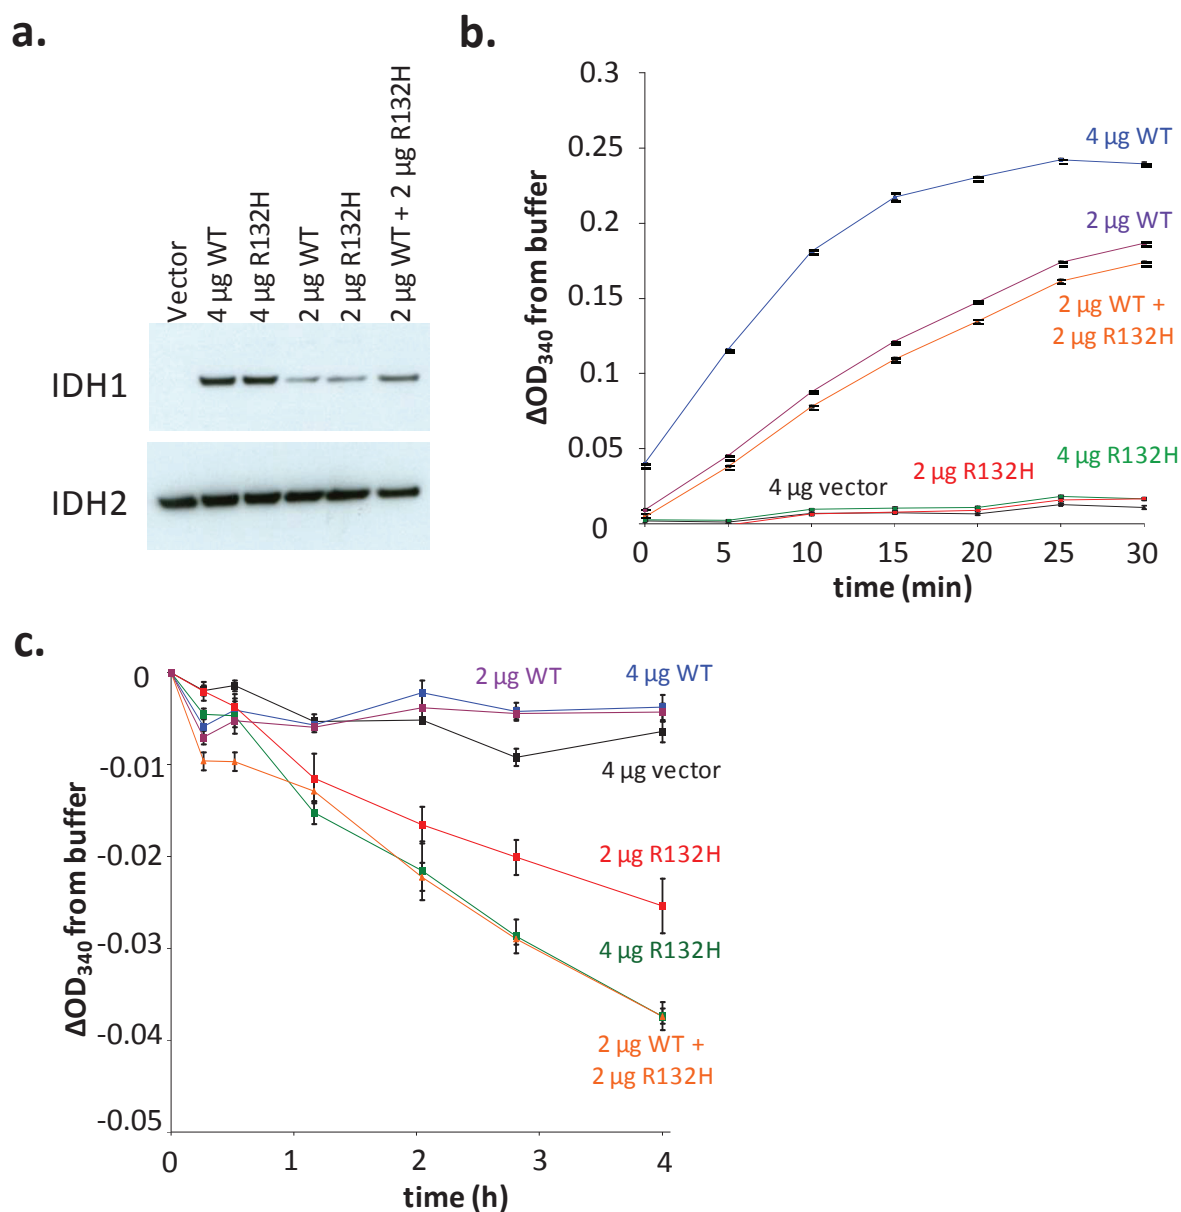 a.
Vector
4 µg WT
4 µg R132H
2 µg WT
2 µg R132H
2 µg WT + 2 µg R132H
IDH1
IDH2
b.
ΔOD340 from buffer
0.3
0.25
0.2
0.15
0.1
0.05
0
4 µg WT
2 µg WT
2 µg WT +
2 µg R132H
4 µg R132H
2 µg R132H
4 µg vector
0 5 10 15 20 25 30
time (min)
c.
ΔOD340 from buffer
0
-0.01
-0.02
-0.03
-0.04
-0.05
2 µg WT
4 µg WT
4 µg vector
2 µg R132H
4 µg R132H
2 µg WT +
2 µg R132H
0 1 2 3 4
time (h)